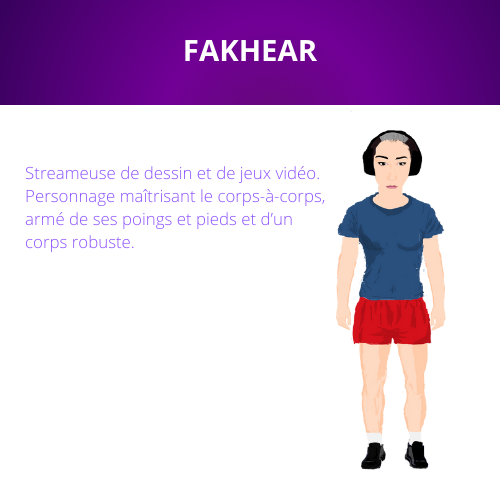 FAKHEAR
Streameuse de dessin et de jeux vidéo.
Personnage maîtrisant le corps-à-corps,
armé de ses poings et pieds et d’un
corps robuste.